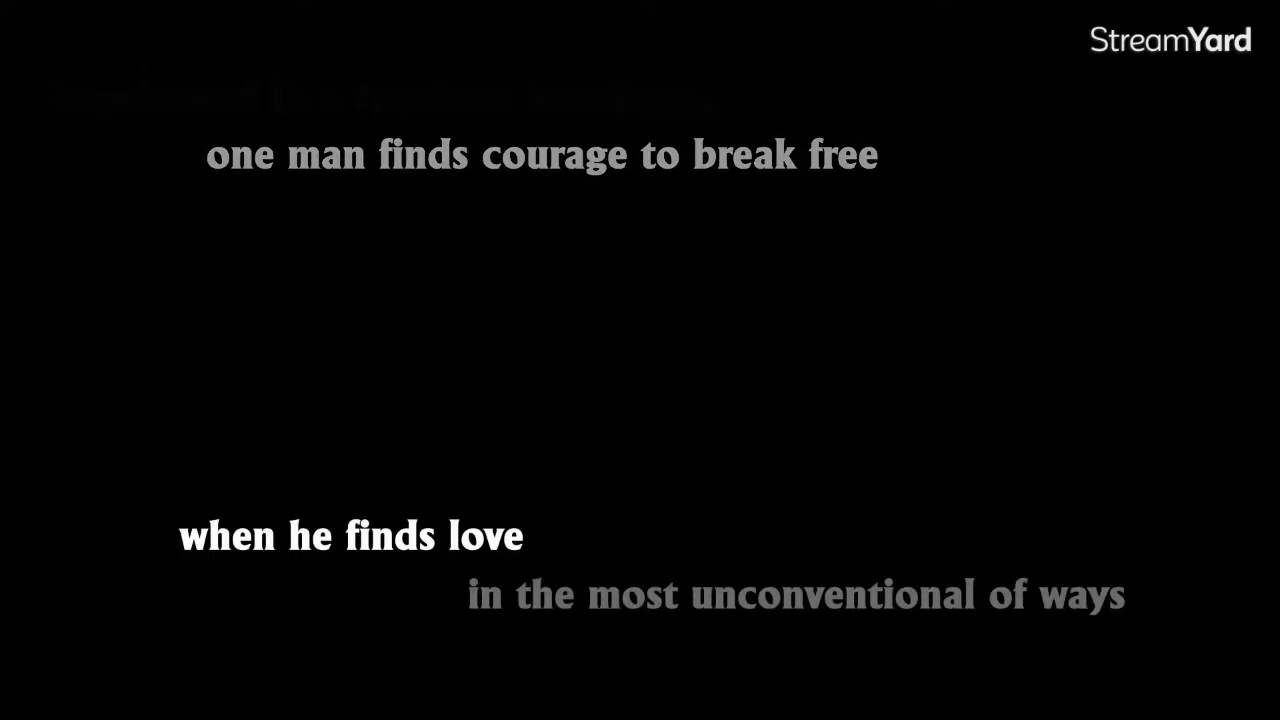 StreamYard
one man finds courage to break free
when he finds love
in the most unconventional of ways